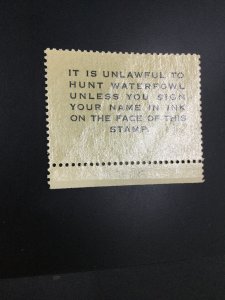 IT IS UNLAWFUL TO
HUNT WATERFOWL
UNLESS YOU SIGN
YOUR NAME IN INK
ON THE FACE OF THIS
STAMP.